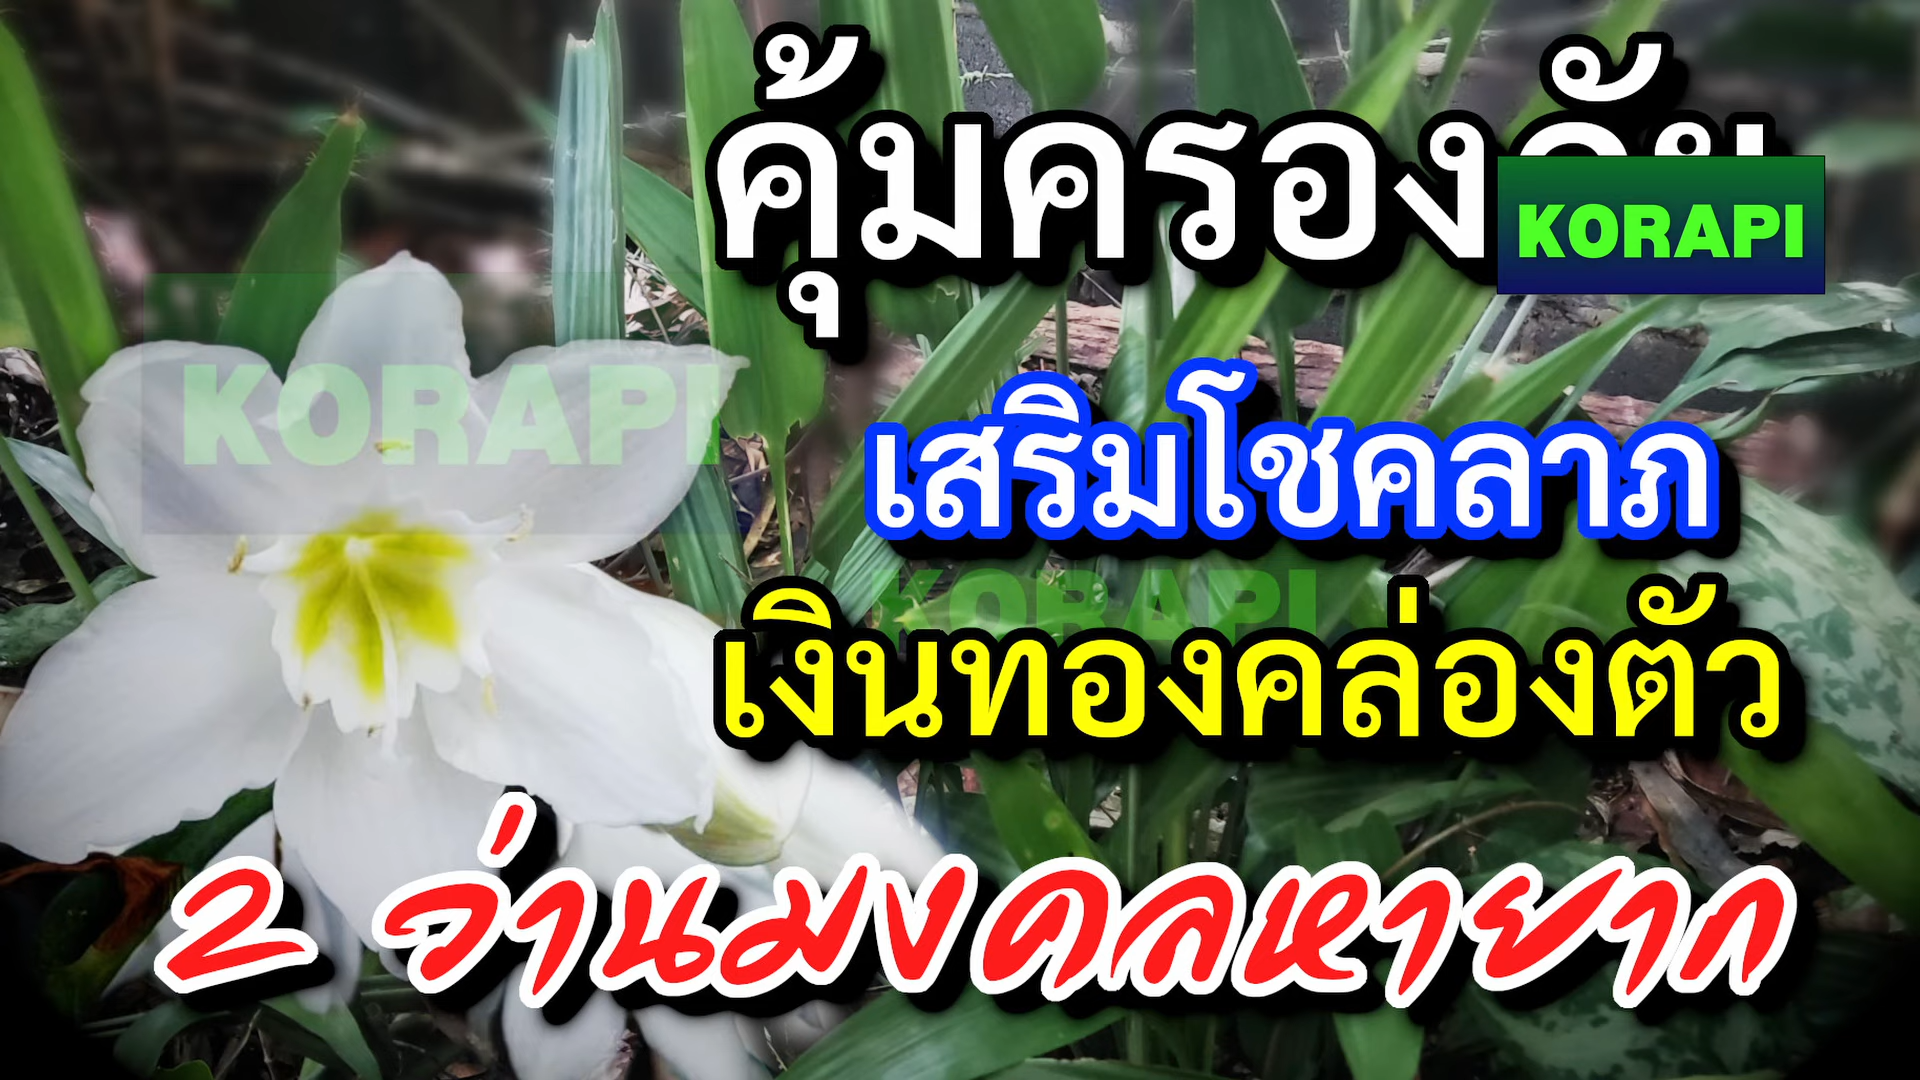 คุ้มครอง
KORAPI
KORAPI
เสริมโชคลาภ
KORAPI
เงินทองคล่องตัว
2 ว่านมงคลหายาก